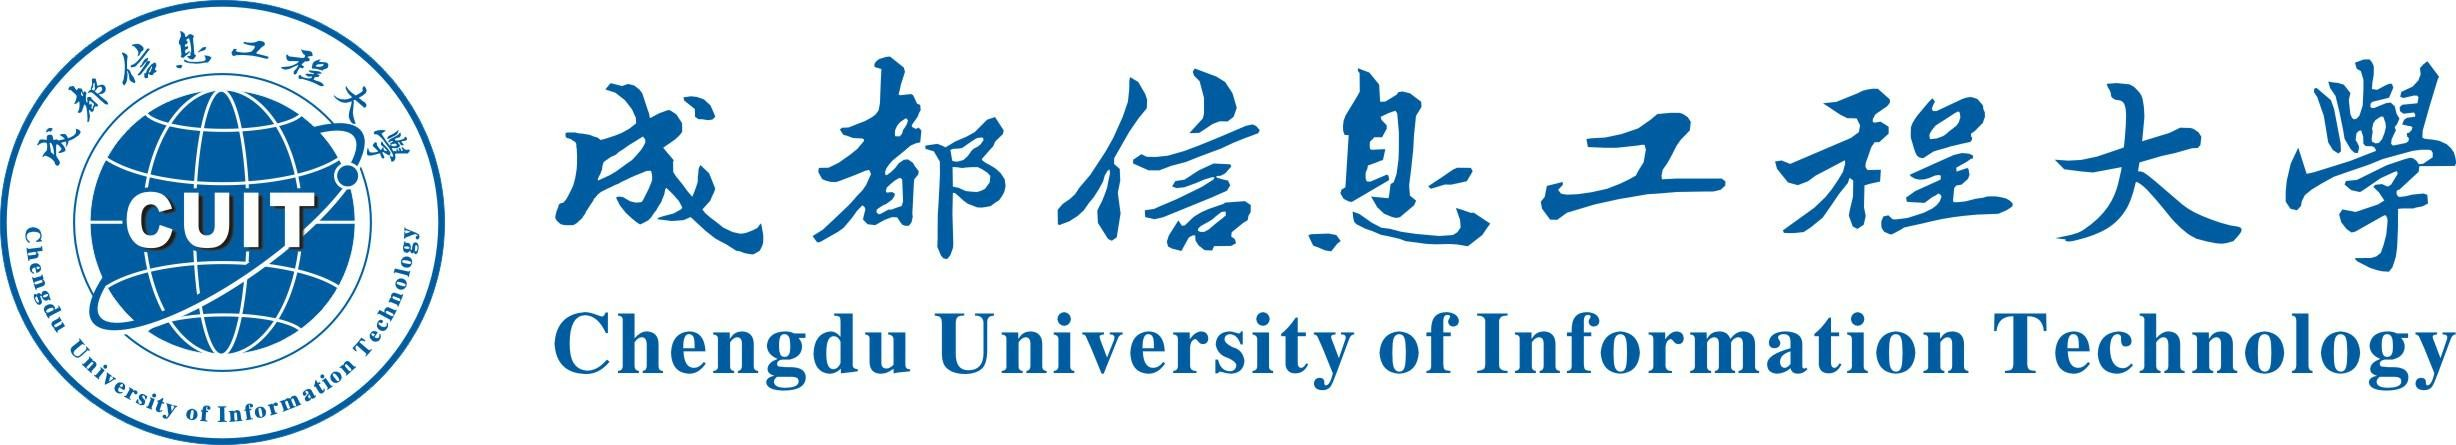 成都信息工程大學
CUIT
Chengdu University of Information Technology
成都信息工程大學
Chengdu University of Information Technology